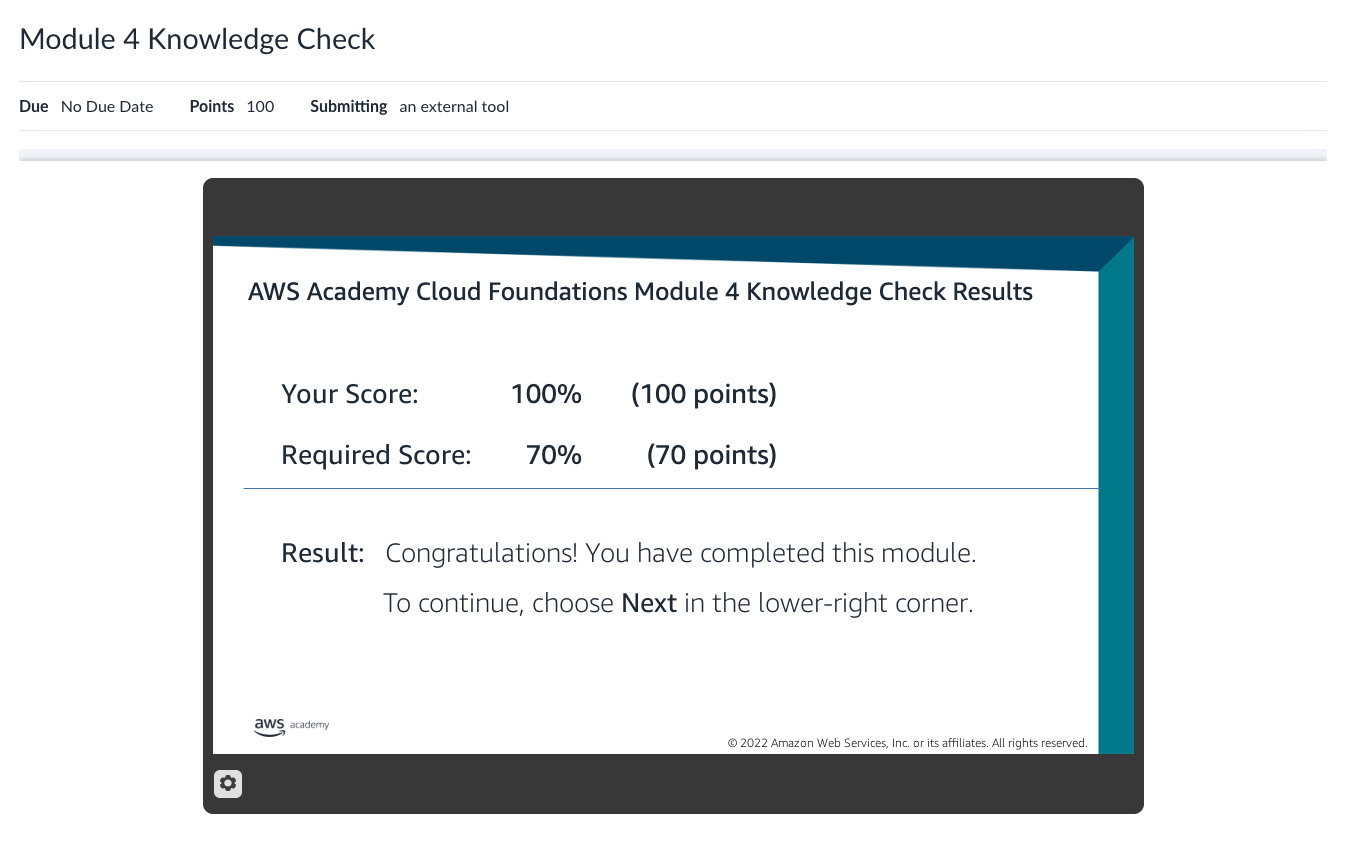 Module 4 Knowledge Check
Due No Due Date Points 100 Submitting an external tool
AWS Academy Cloud Foundations Module 4 Knowledge Check Results
Your Score: 100% (100 points)
Required Score: 70% (70 points)
Result: Congratulations! You have completed this module.
To continue, choose Next in the lower-right corner.
aws academy
© 2022 Amazon Web Services, Inc. or its affiliates. All rights reserved.